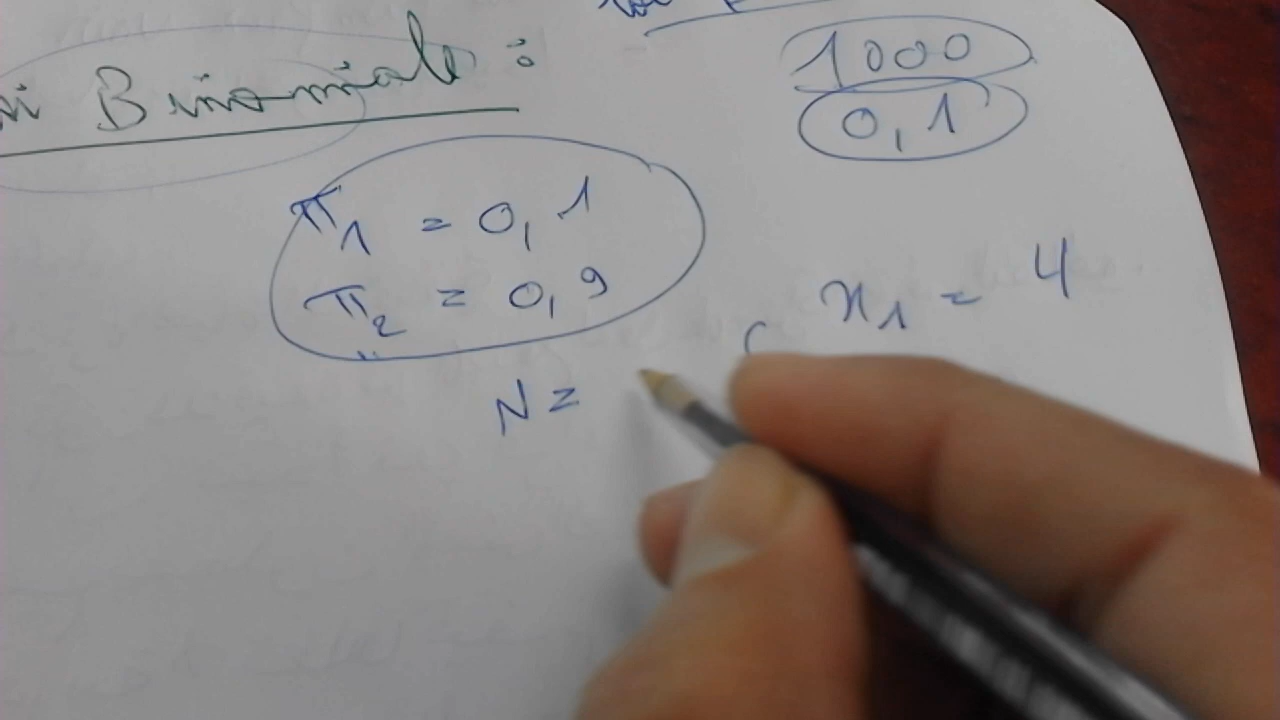 Binomiale :
1000
0,1
π1 = 0,1
π2 = 0,9
x1 = 4
N =